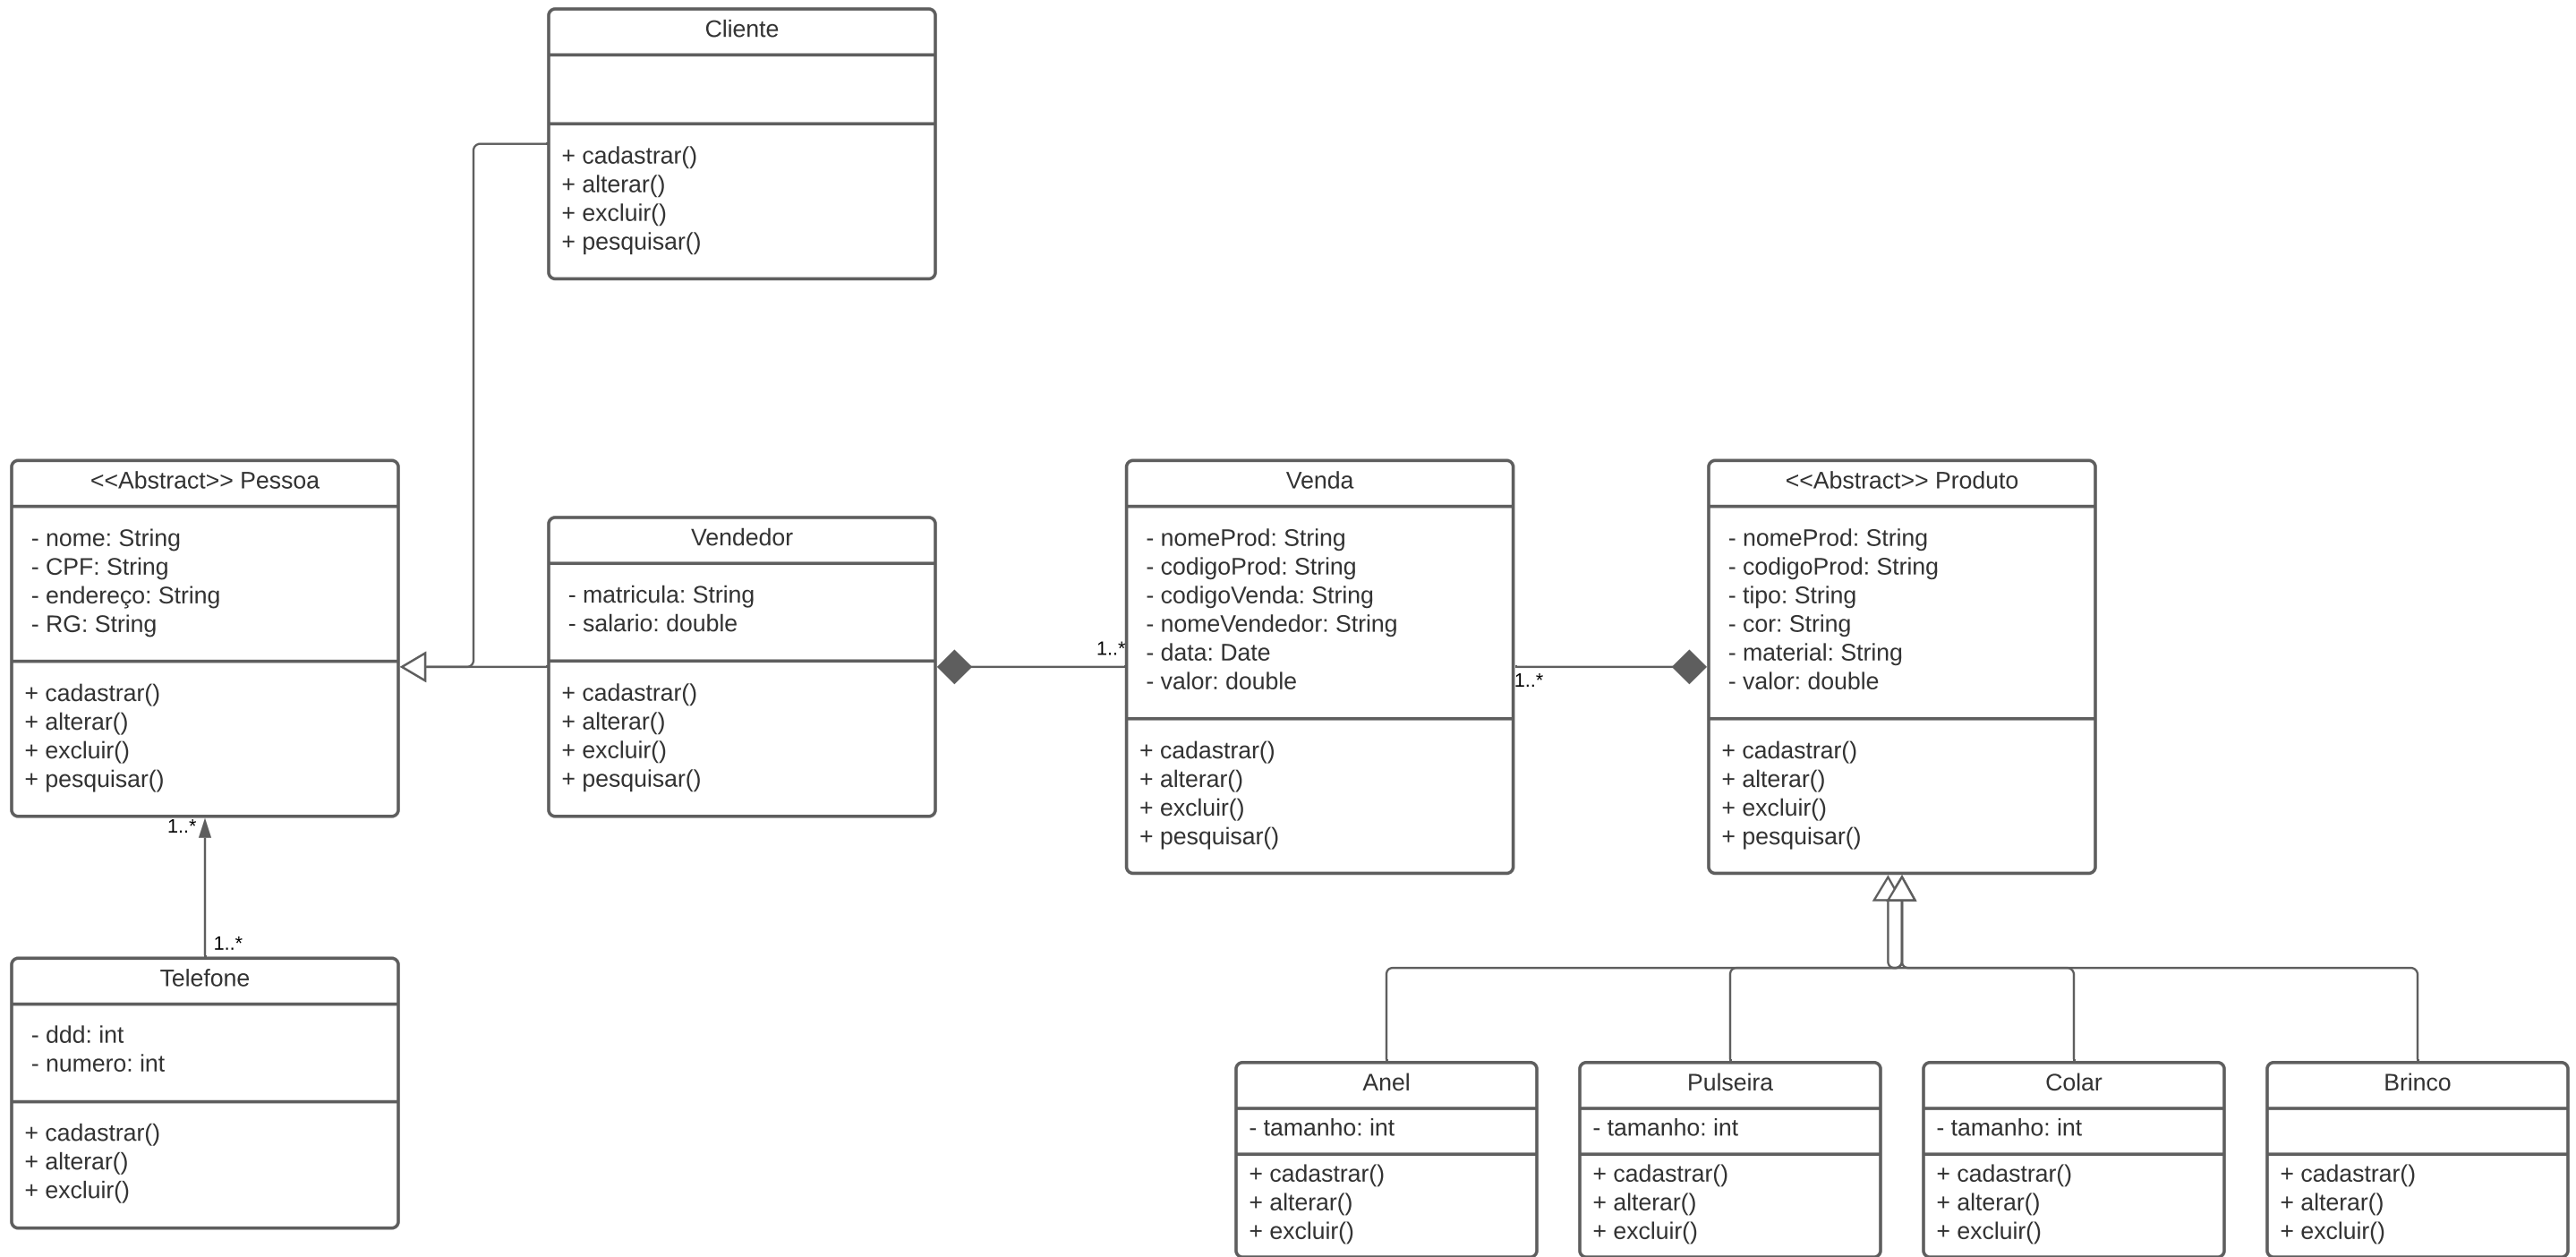 Cliente
+ cadastrar()
+ alterar()
+ excluir()
+ pesquisar()
<<Abstract>> Pessoa
- nome: String
- CPF: String
- endereço: String
- RG: String
+ cadastrar()
+ alterar()
+ excluir()
+ pesquisar()
Vendedor
- matricula: String
- salario: double
+ cadastrar()
+ alterar()
+ excluir()
+ pesquisar()
1..*
Venda
- nomeProd: String
- codigoProd: String
- codigoVenda: String
- nomeVendedor: String
- data: Date
- valor: double
+ cadastrar()
+ alterar()
+ excluir()
+ pesquisar()
1..*
<<Abstract>> Produto
- nomeProd: String
- codigoProd: String
- tipo: String
- cor: String
- material: String
- valor: double
+ cadastrar()
+ alterar()
+ excluir()
+ pesquisar()
1..*
1..*
Telefone
- ddd: int
- numero: int
+ cadastrar()
+ alterar()
+ excluir()
Anel
- tamanho: int
+ cadastrar()
+ alterar()
+ excluir()
Pulseira
- tamanho: int
+ cadastrar()
+ alterar()
+ excluir()
Colar
- tamanho: int
+ cadastrar()
+ alterar()
+ excluir()
Brinco
+ cadastrar()
+ alterar()
+ excluir()